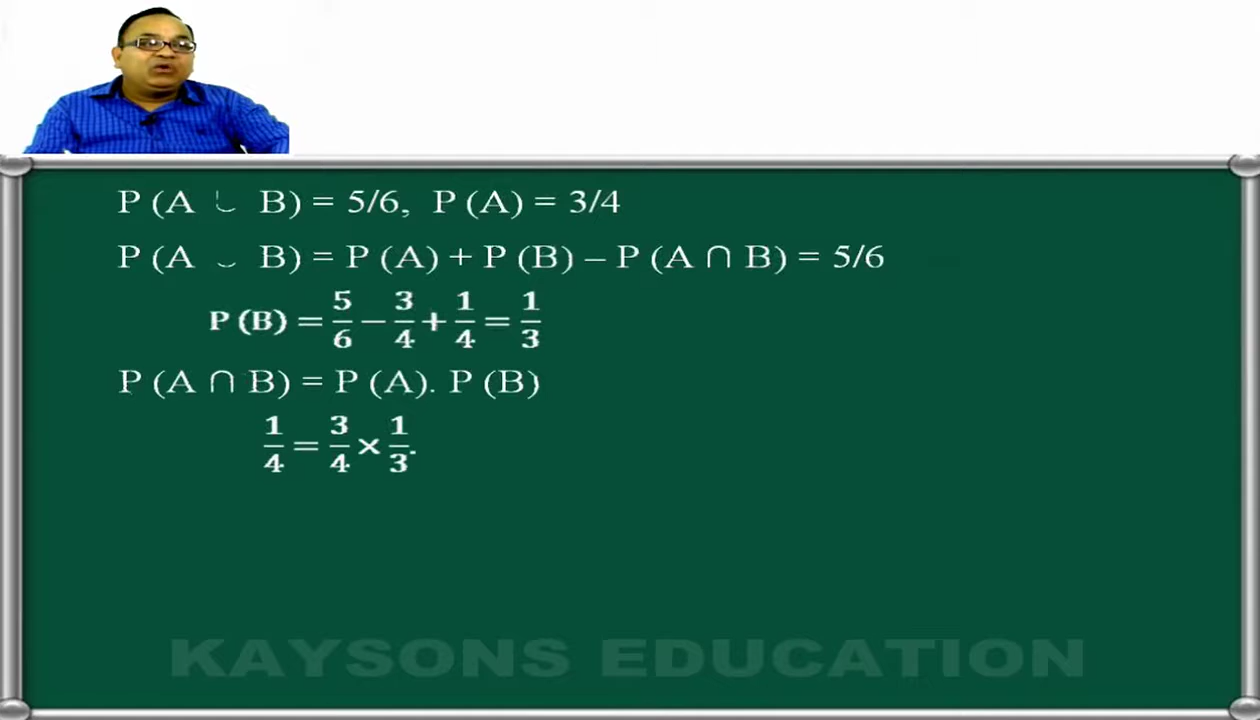 P (A ∪ B) = 5/6, P (A) = 3/4
P (A ∪ B) = P (A) + P (B) – P (A ∩ B) = 5/6
P (B) = 5/6 − 3/4 + 1/4 = 1/3
P (A ∩ B) = P (A). P (B)
1/4 = 3/4 × 1/3.
KAYSONS EDUCATION